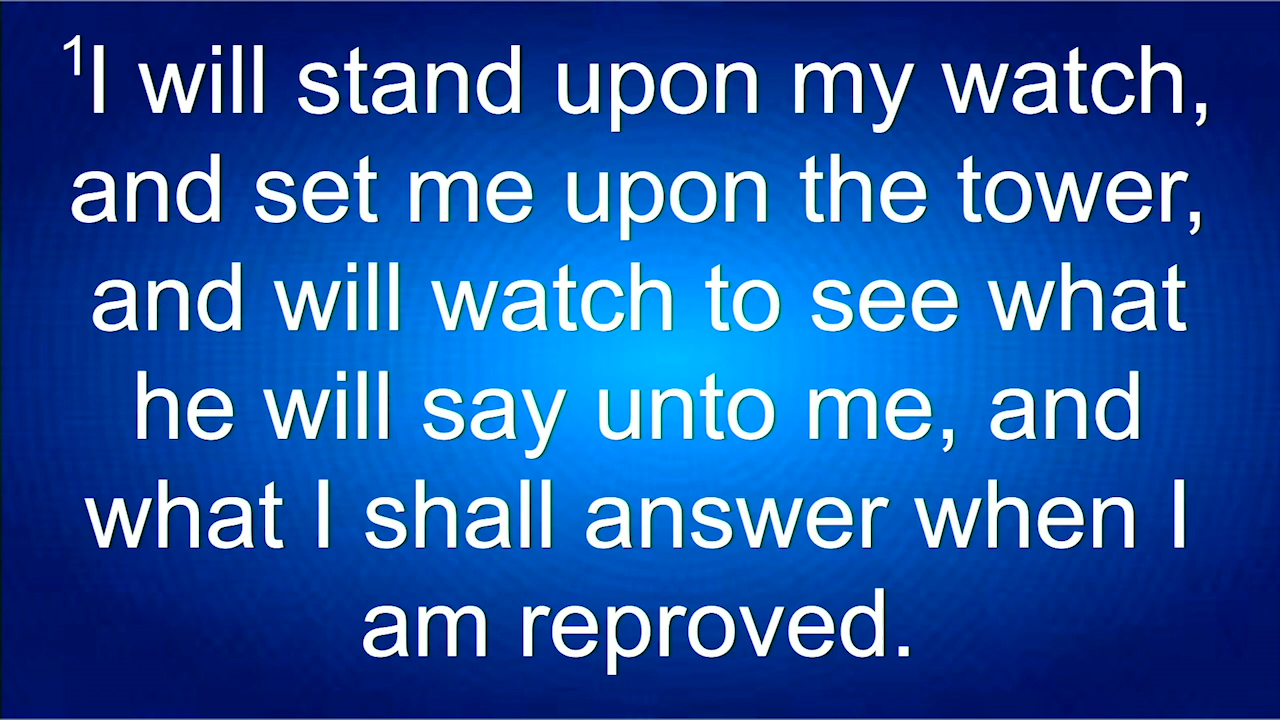 1I will stand upon my watch,
and set me upon the tower,
and will watch to see what
he will say unto me, and
what I shall answer when I
am reproved.